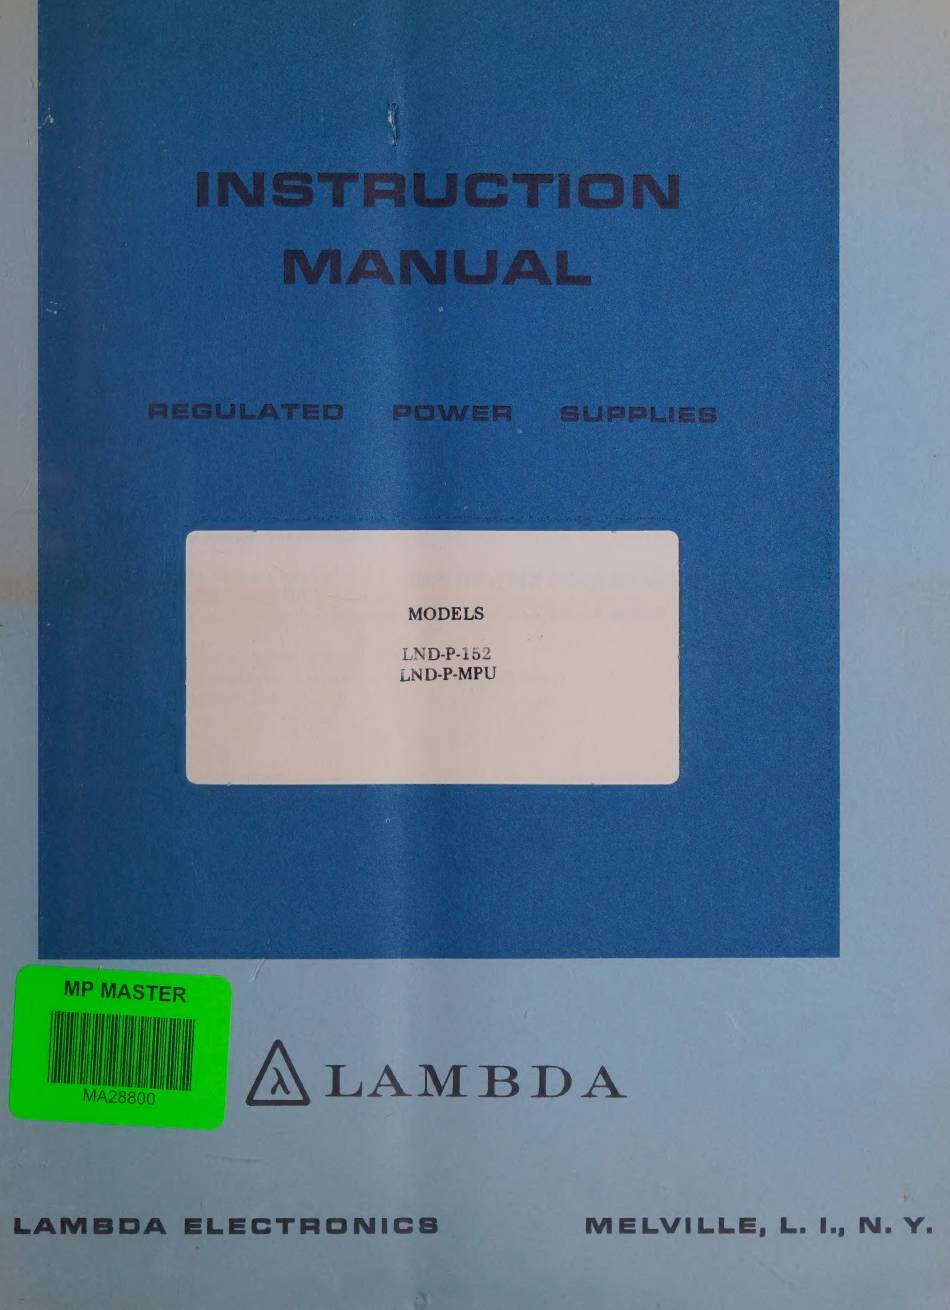 INSTRUCTION
MANUAL
REGULATED POWER SUPPLIES
MODELS
LND-P-152
LND-P-MPU
MP MASTER
MA28800
λ LAMBDA
LAMBDA ELECTRONICS MELVILLE, L. I., N. Y.